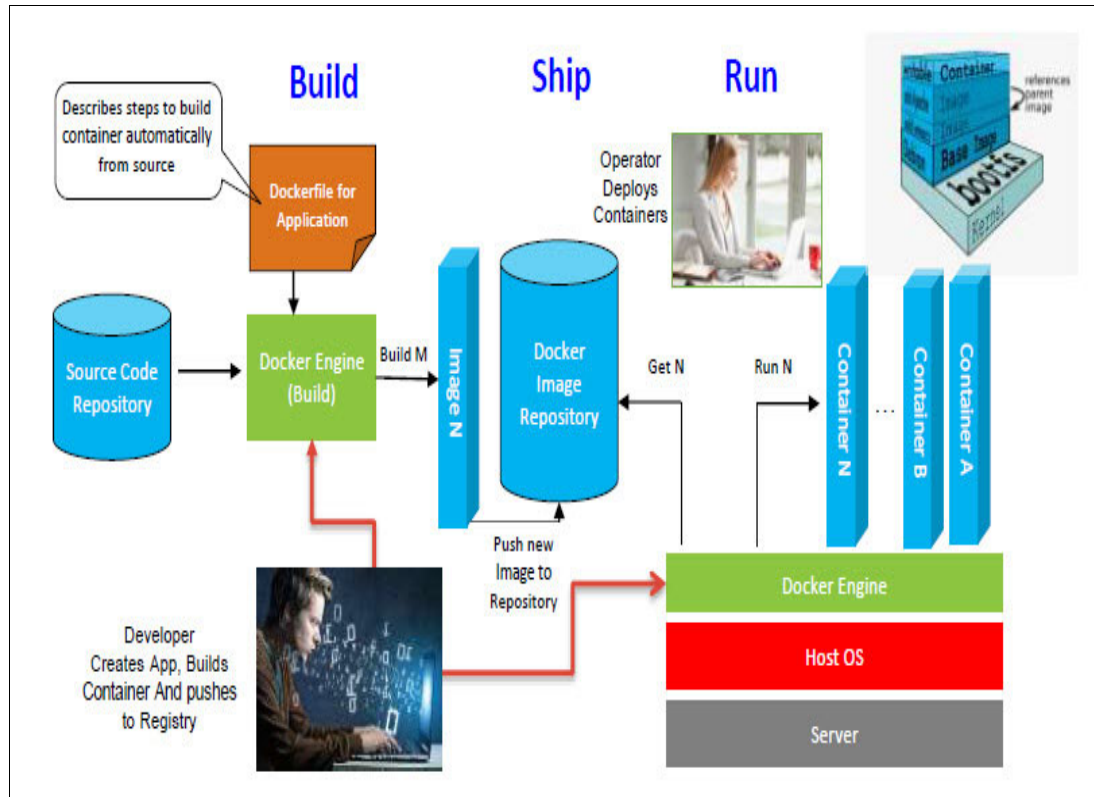 Build
Ship
Run
Describes steps to build
container automatically
from source
Dockerfile for
Application
Operator
Deploys
Containers
Container
Image
Image
Base Image
bootfs
Kernel
references
parent
image
Source Code
Repository
Docker Engine
(Build)
Build M
Image N
Docker
Image
Repository
Get N
Run N
Container N
...
Container B
Container A
Push new
Image to
Repository
Developer
Creates App, Builds
Container And pushes
to Registry
Docker Engine
Host OS
Server